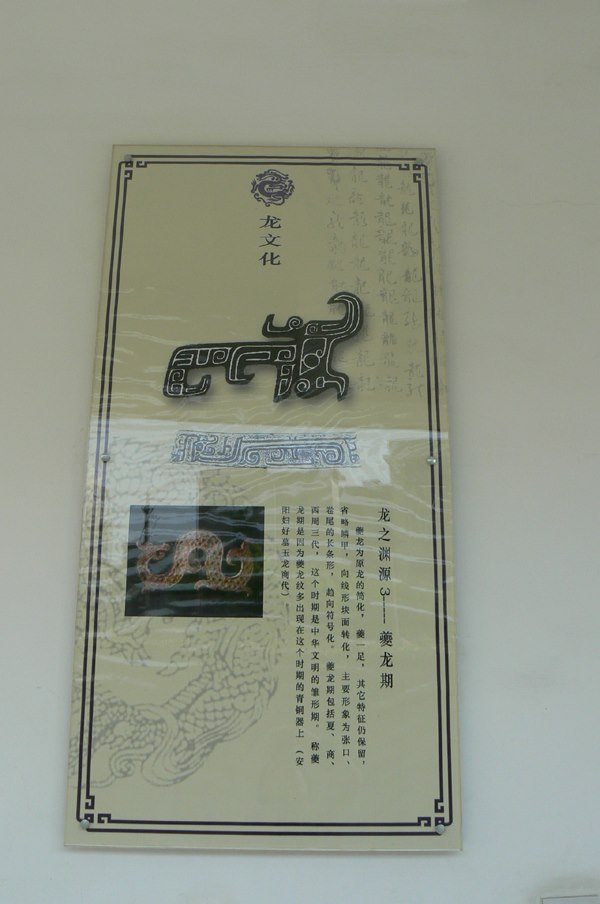 龙文化
龙之渊源3——夔龙期
夔龙为原龙的简化，夔一足，其它特征仍保留，
省略鳞甲，向线形块面转化，主要形象为张口、
卷尾的长条形，趋向符号化。夔龙期包括夏、商、
西周三代，这个时期是中华文明的雏形期。称夔
龙期是因为夔龙纹多出现在这个时期的青铜器上（安
阳妇好墓玉龙商代）